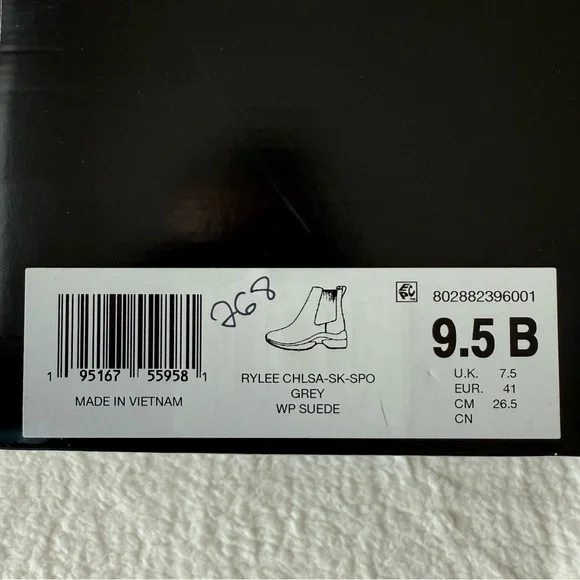 1 95167 55958 1
MADE IN VIETNAM
268
RYLEE CHLSA-SK-SPO
GREY
WP SUEDE
802882396001
9.5 B
U.K. 7.5
EUR. 41
CM 26.5
CN